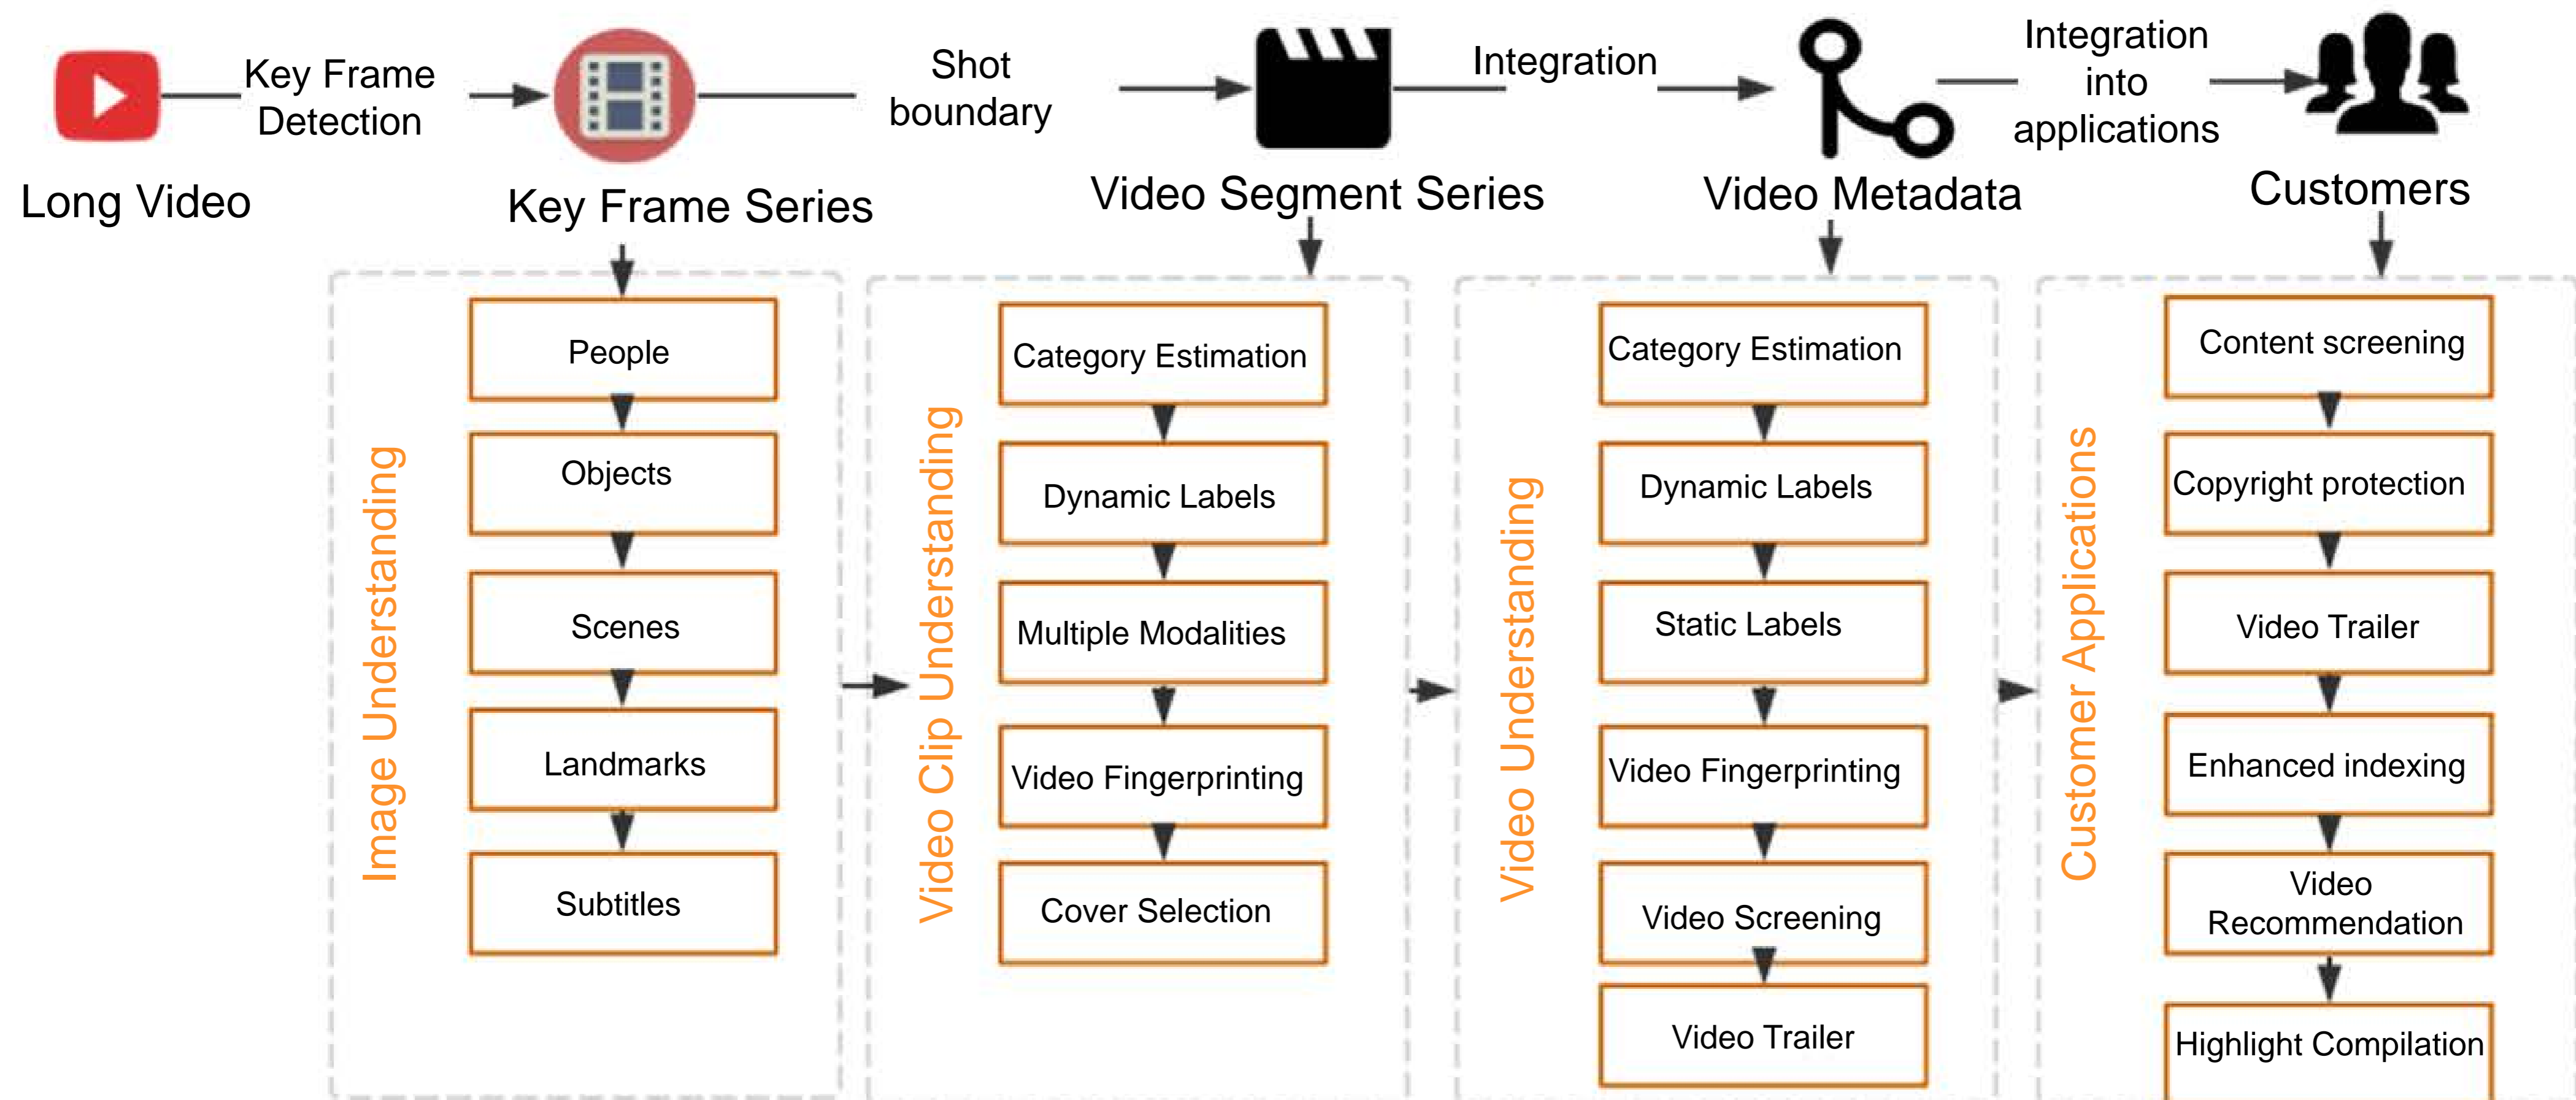 Key Frame
Detection
Shot
boundary
Integration
Integration
into
applications
Long Video
Key Frame Series
Video Segment Series
Video Metadata
Customers
Image Understanding
People
Objects
Scenes
Landmarks
Subtitles
Video Clip Understanding
Category Estimation
Dynamic Labels
Multiple Modalities
Video Fingerprinting
Cover Selection
Video Understanding
Category Estimation
Dynamic Labels
Static Labels
Video Fingerprinting
Video Screening
Video Trailer
Customer Applications
Content screening
Copyright protection
Video Trailer
Enhanced indexing
Video
Recommendation
Highlight Compilation